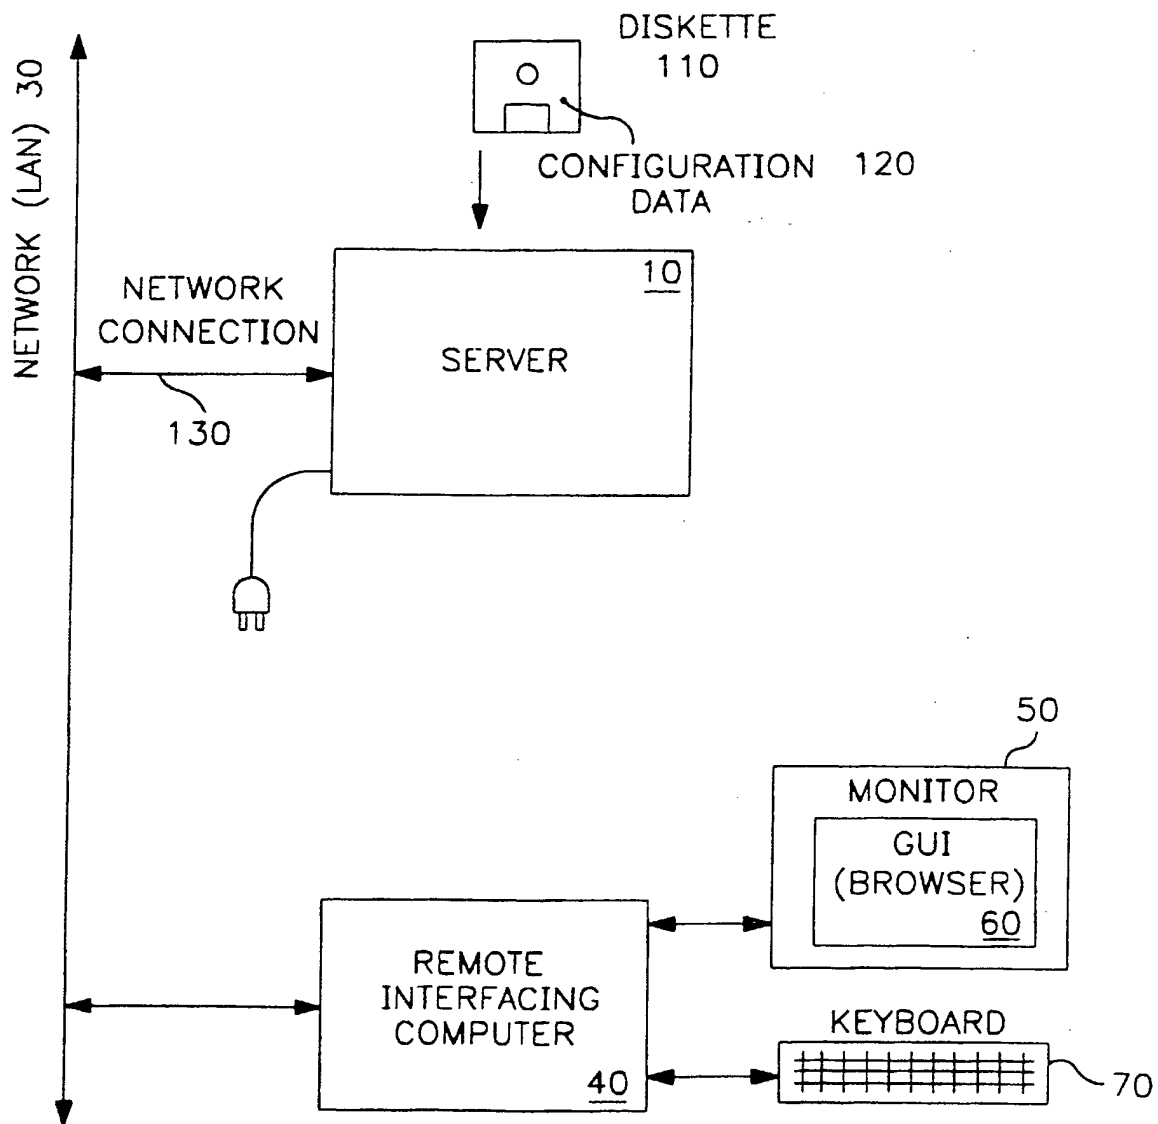 DISKETTE
110
CONFIGURATION 120
DATA
NETWORK (LAN) 30
NETWORK
CONNECTION
130
10
SERVER
50
MONITOR
GUI
(BROWSER)
60
REMOTE
INTERFACING
COMPUTER
40
KEYBOARD
70